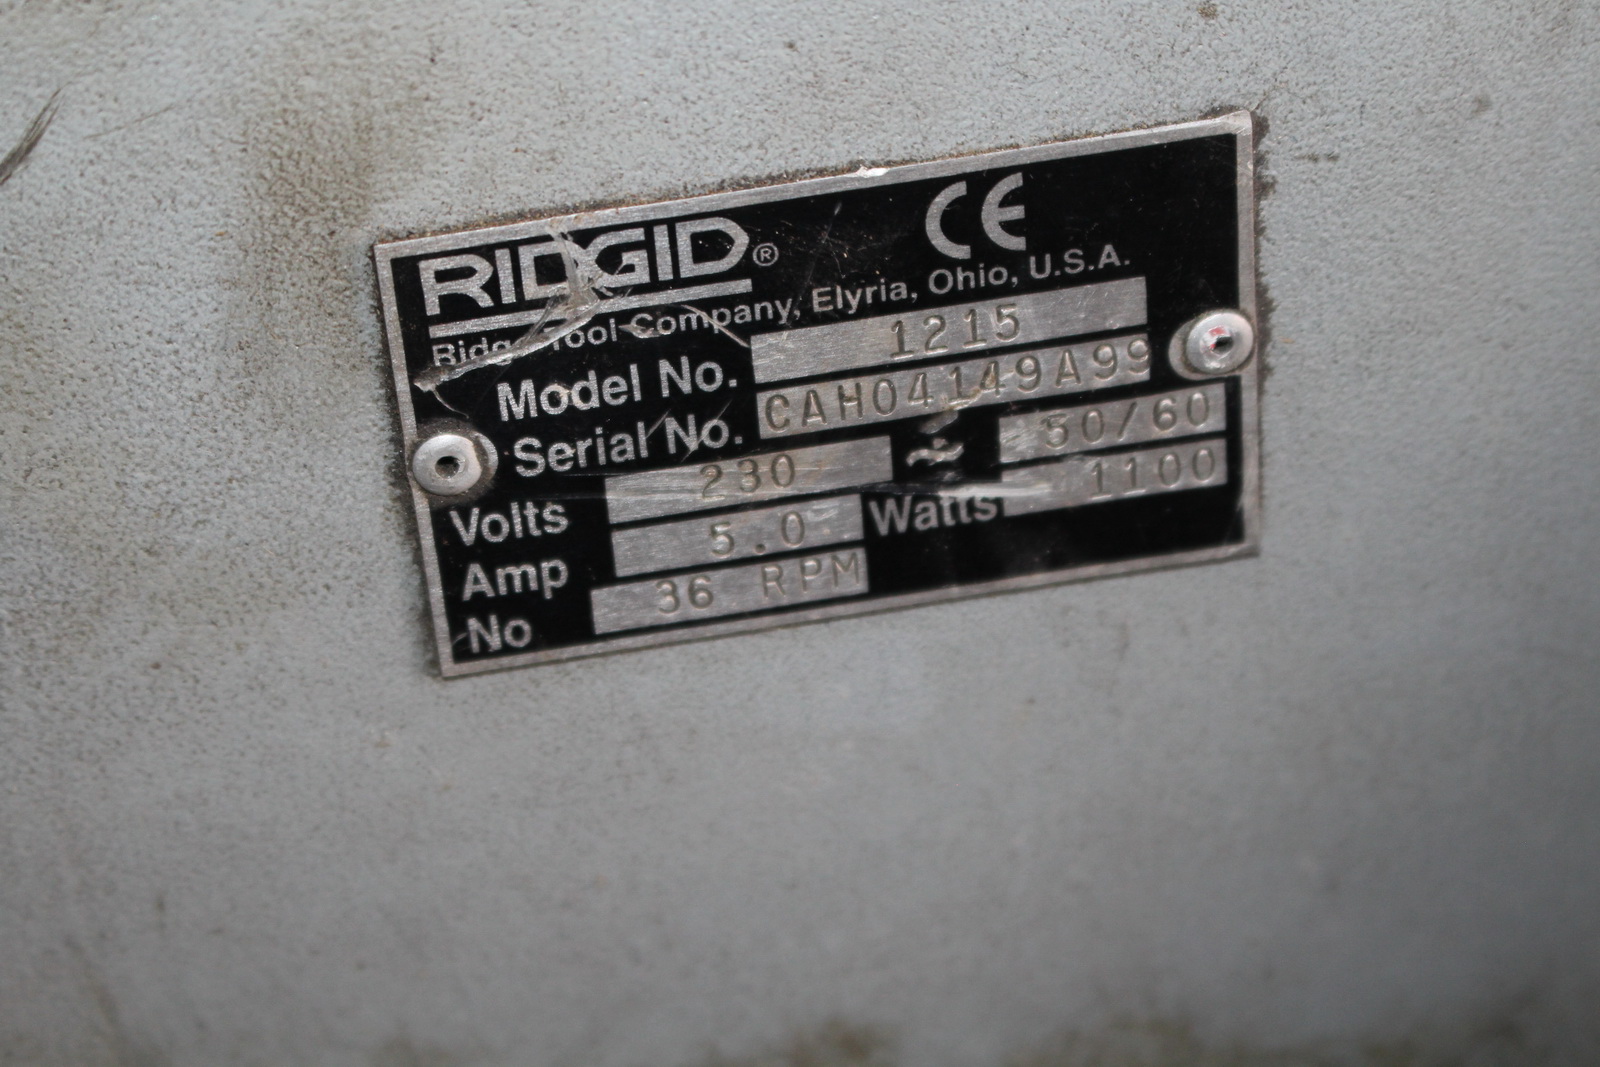 RIDGID® CE
Ridge Tool Company, Elyria, Ohio, U.S.A.
Model No. 1215
Serial No. CAH04149A99
Volts 230 50/60
Amp 5.0 Watts 1100
No 36 RPM